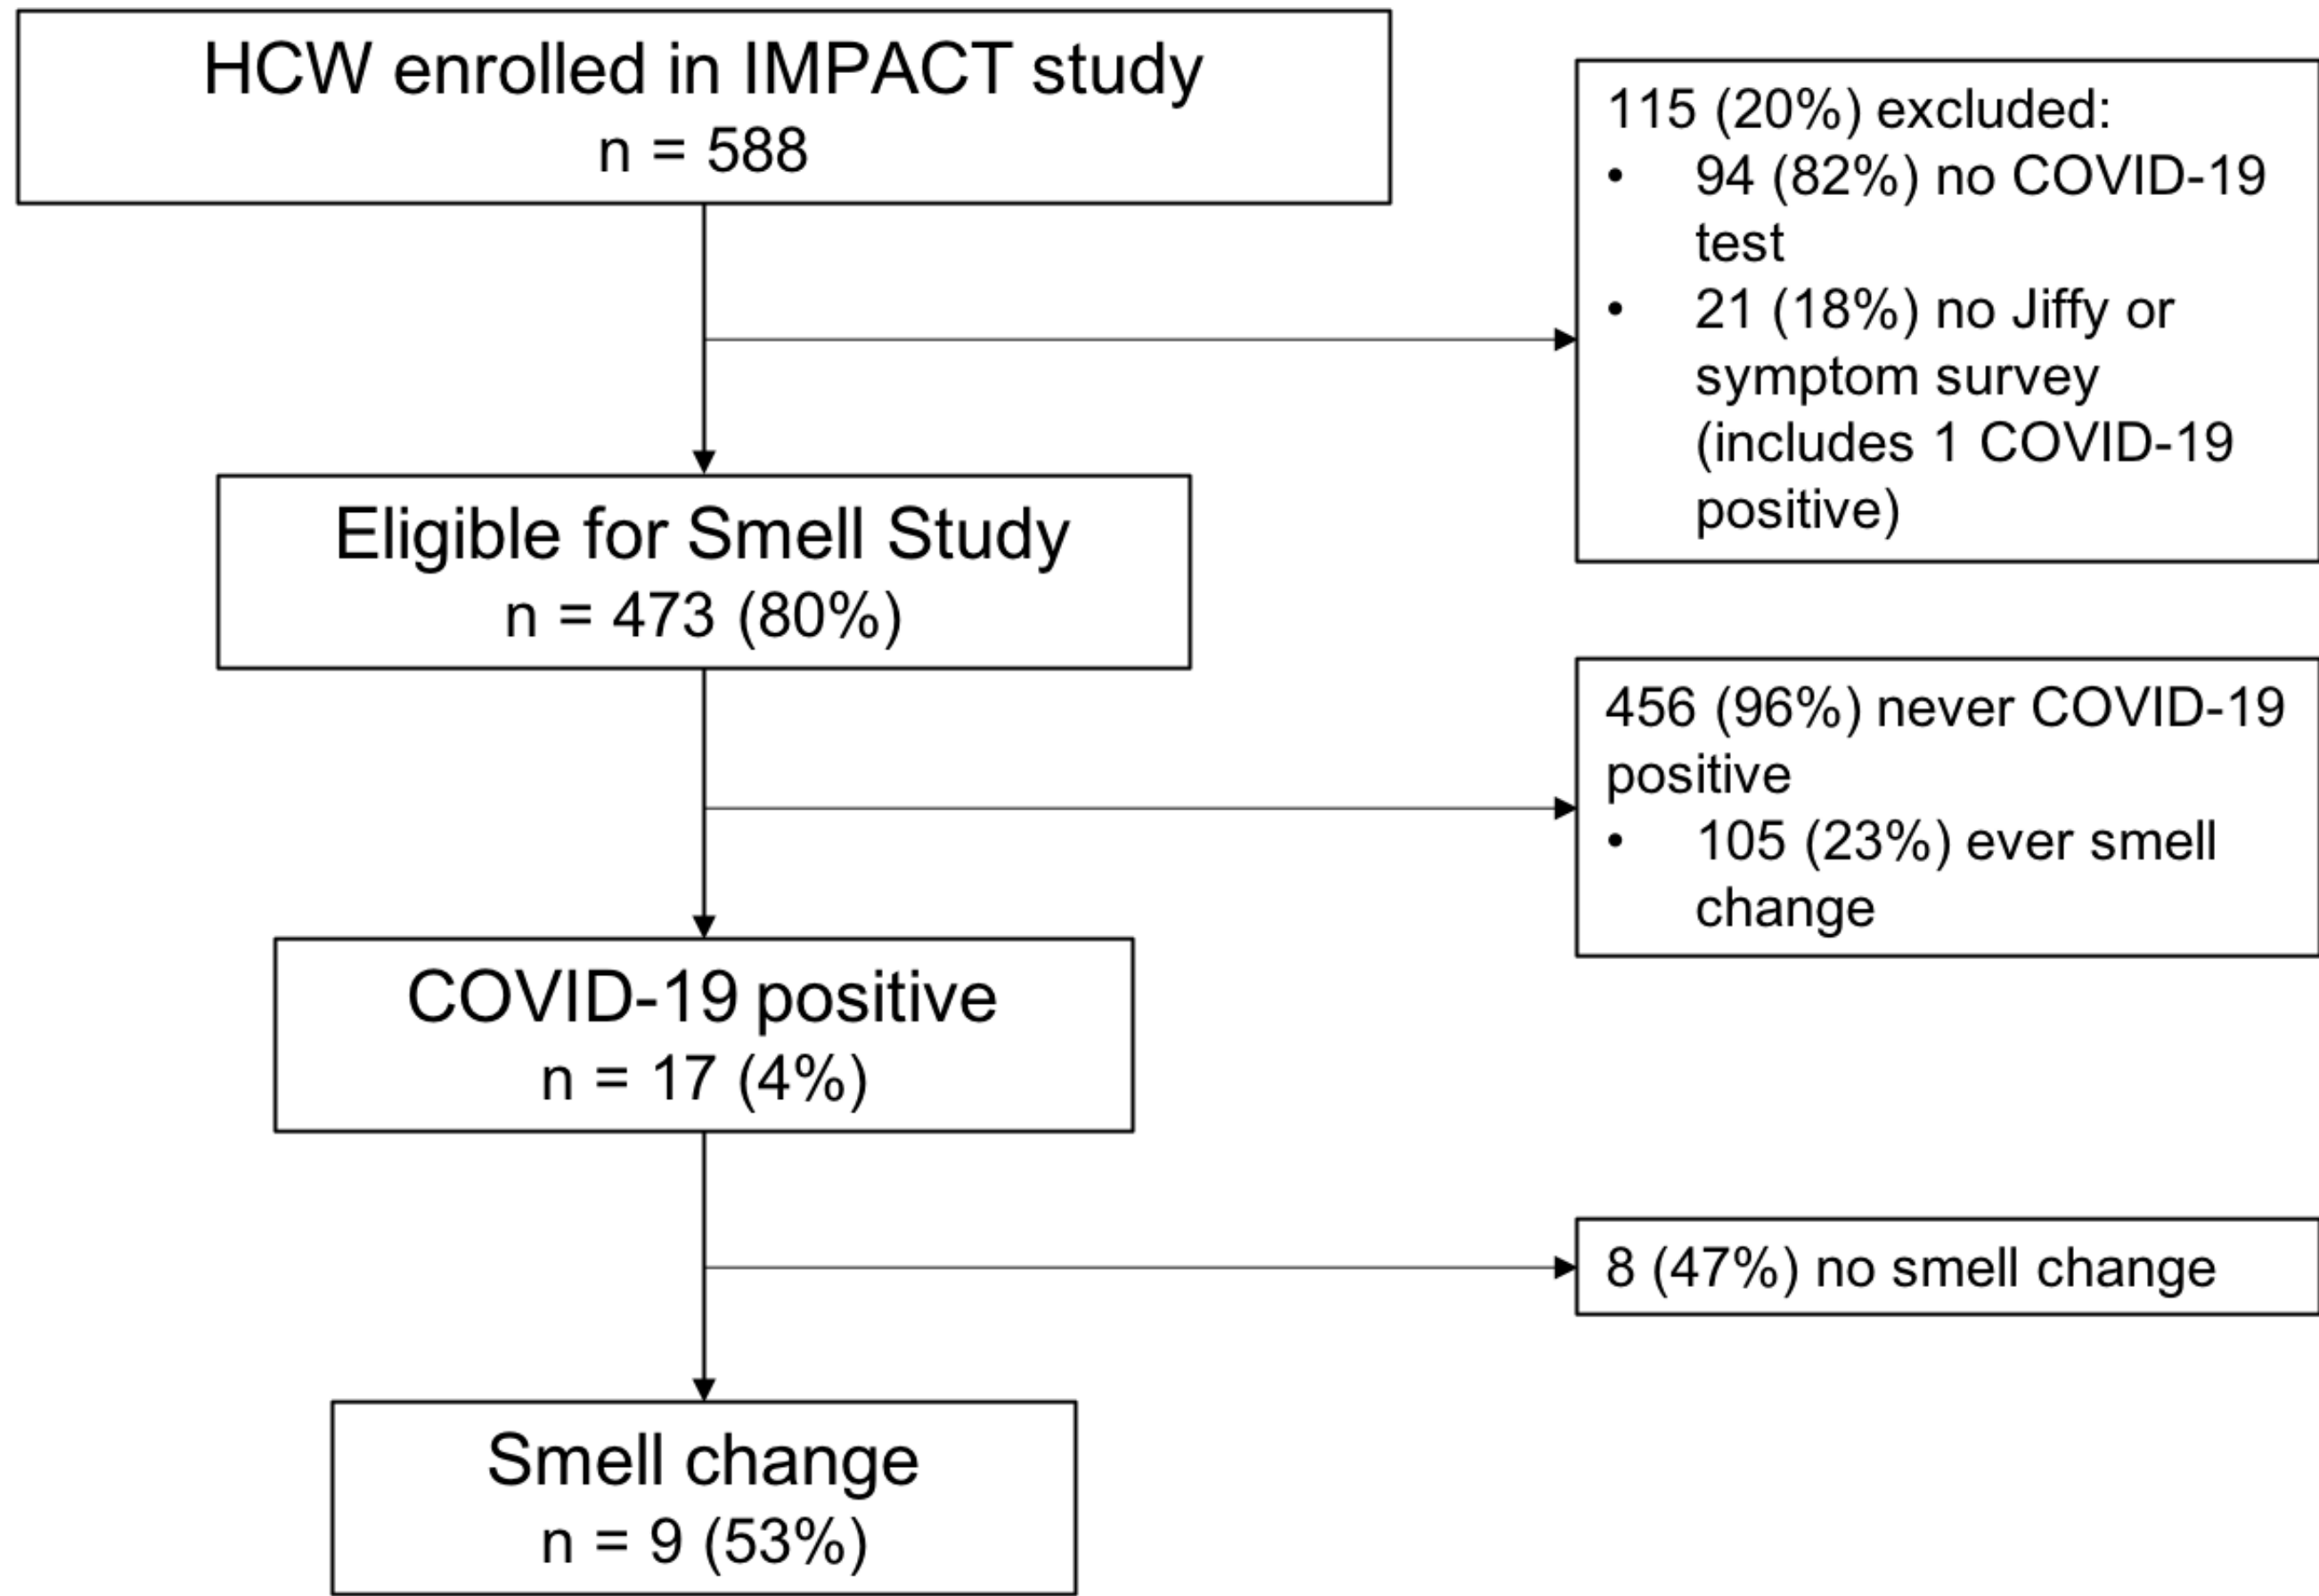 HCW enrolled in IMPACT study
n = 588
115 (20%) excluded:
• 94 (82%) no COVID-19
test
• 21 (18%) no Jiffy or
symptom survey
(includes 1 COVID-19
positive)
Eligible for Smell Study
n = 473 (80%)
456 (96%) never COVID-19
positive
• 105 (23%) ever smell
change
COVID-19 positive
n = 17 (4%)
8 (47%) no smell change
Smell change
n = 9 (53%)